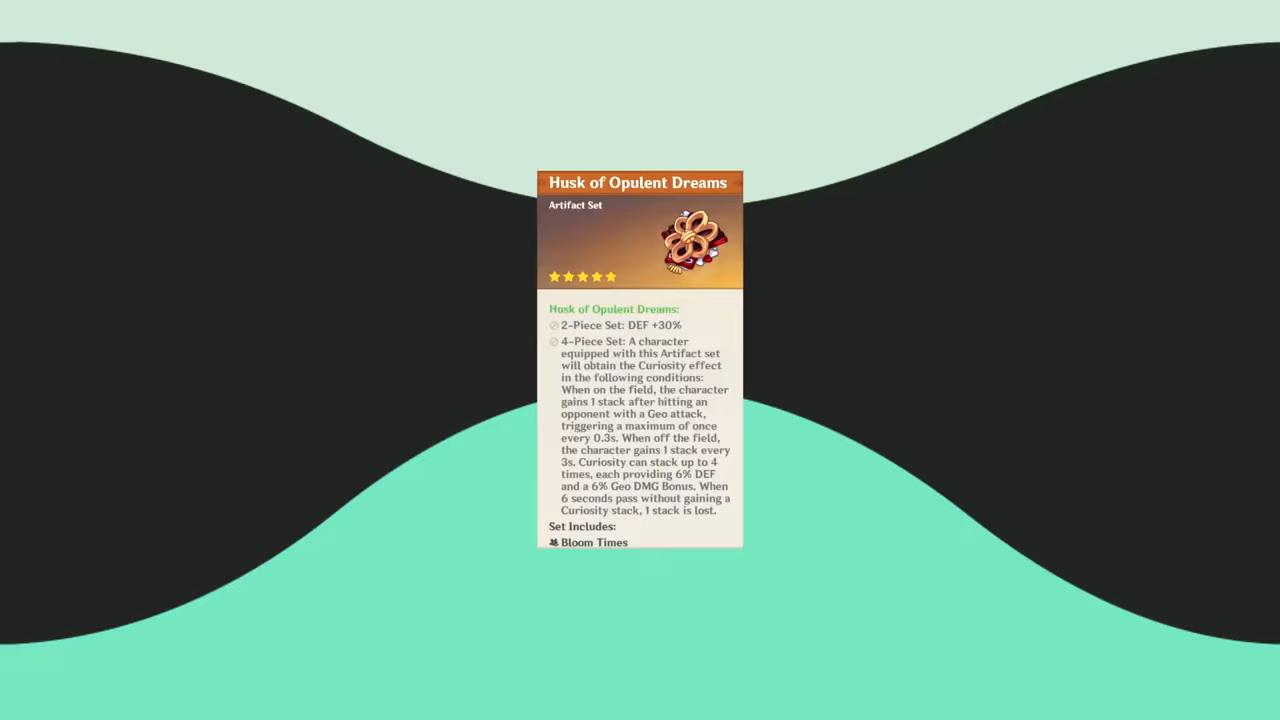 Husk of Opulent Dreams
Artifact Set
Husk of Opulent Dreams:
2-Piece Set: DEF +30%
4-Piece Set: A character
equipped with this Artifact set
will obtain the Curiosity effect
in the following conditions:
When on the field, the character
gains 1 stack after hitting an
opponent with a Geo attack,
triggering a maximum of once
every 0.3s. When off the field,
the character gains 1 stack every
3s. Curiosity can stack up to 4
times, each providing 6% DEF
and a 6% Geo DMG Bonus. When
6 seconds pass without gaining a
Curiosity stack, 1 stack is lost.
Set Includes:
Bloom Times